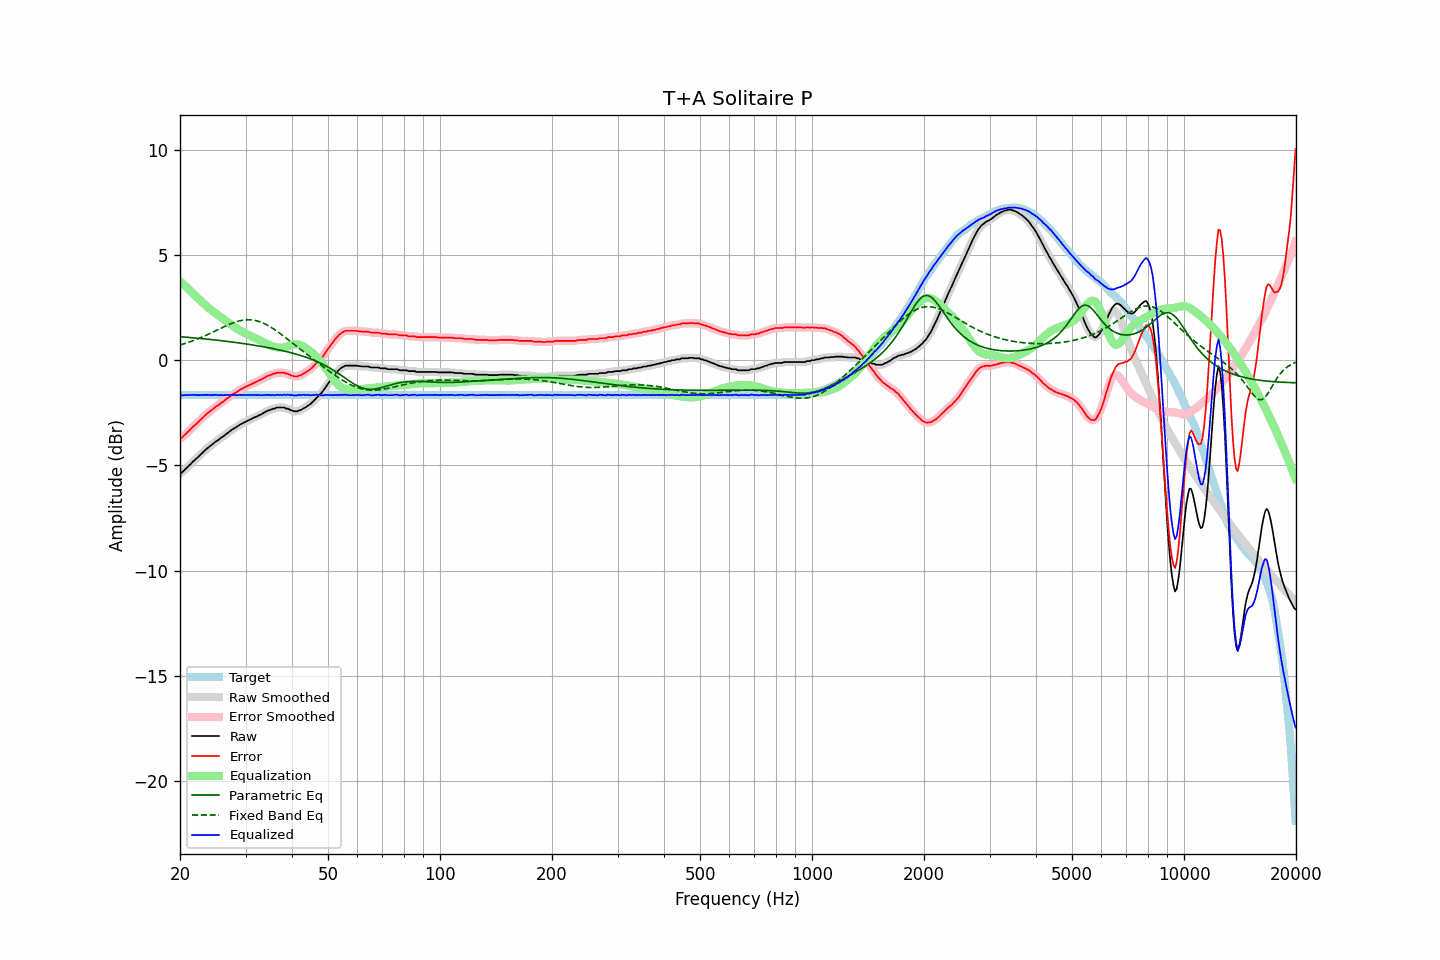 T+A Solitaire P
Amplitude (dBr)
10
5
0
−5
−10
−15
−20
Target
Raw Smoothed
Error Smoothed
Raw
Error
Equalization
Parametric Eq
Fixed Band Eq
Equalized
20 50 100 200 500 1000 2000 5000 10000 20000
Frequency (Hz)